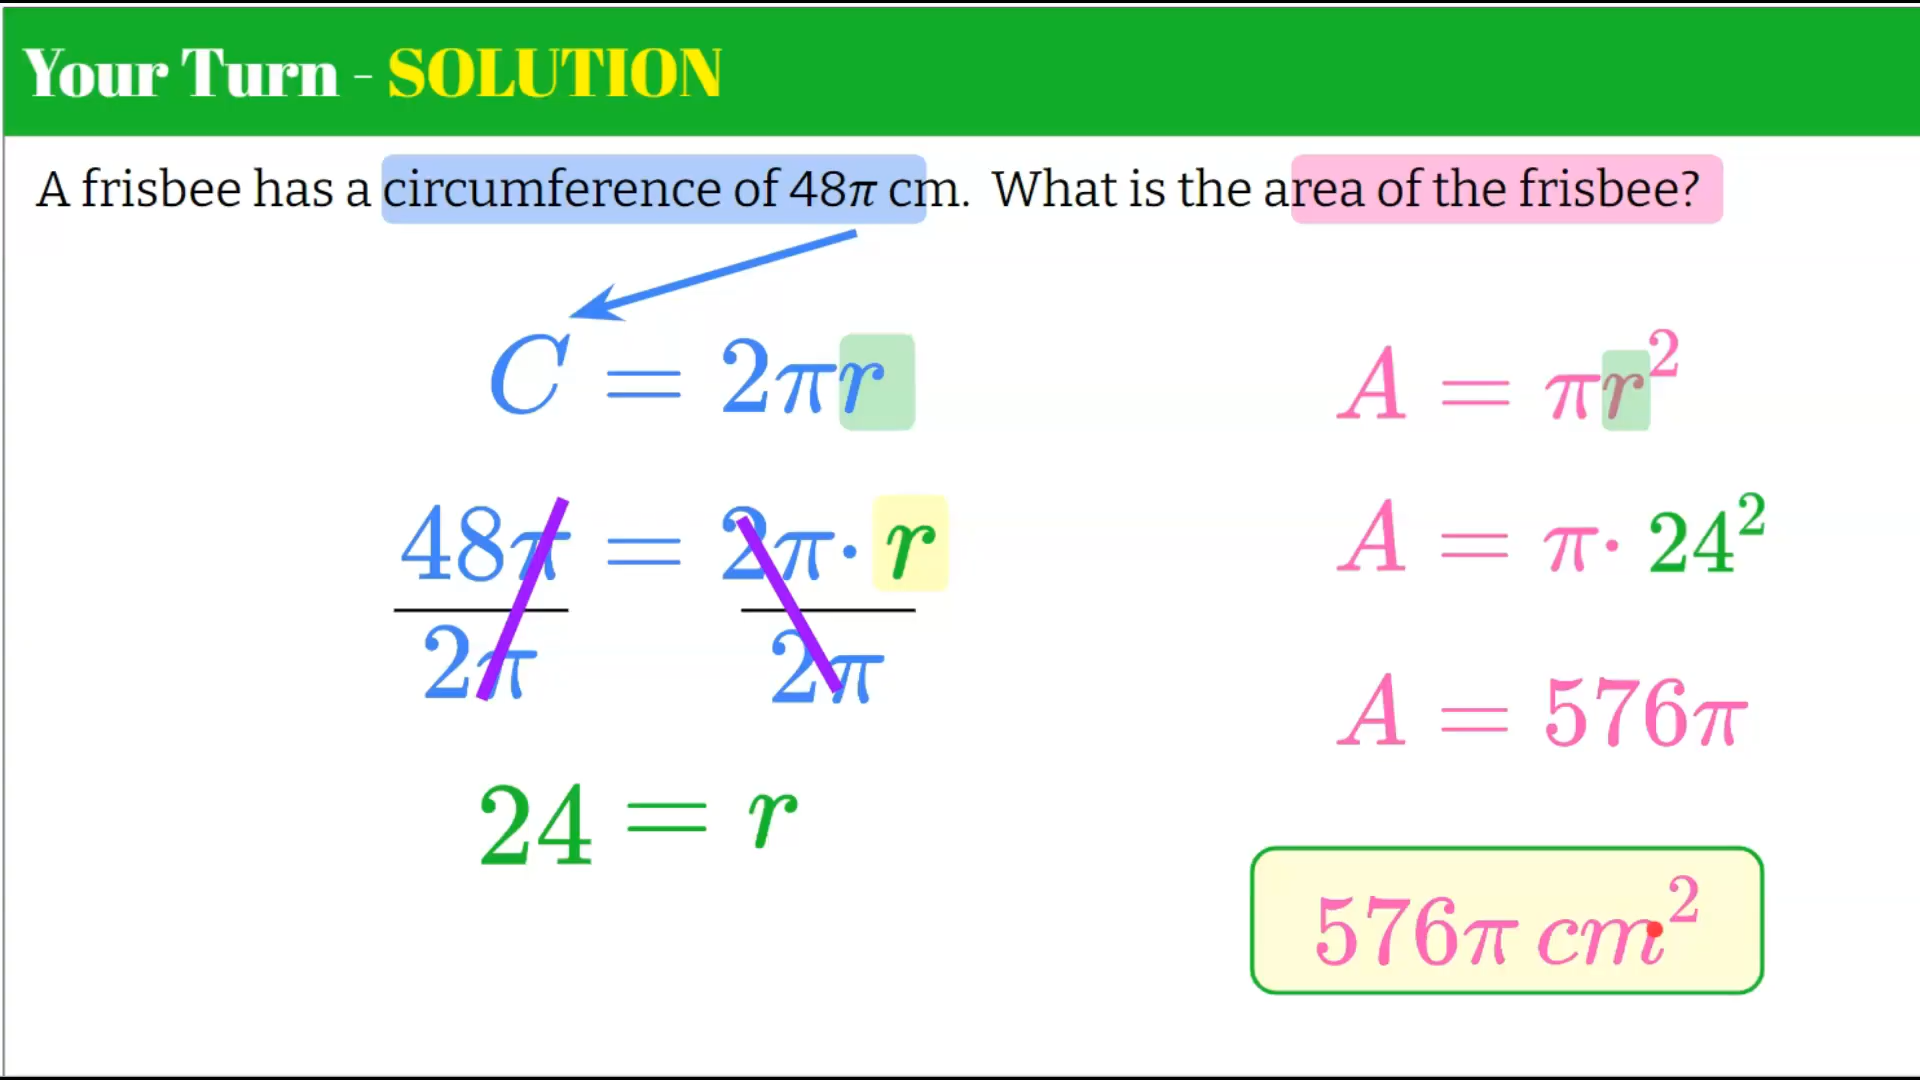 Your Turn - SOLUTION
A frisbee has a circumference of 48π cm. What is the area of the frisbee?
C = 2πr
48π = 2π· r
2π 2π
24 = r
A = πr²
A = π· 24²
A = 576π
576π cm²